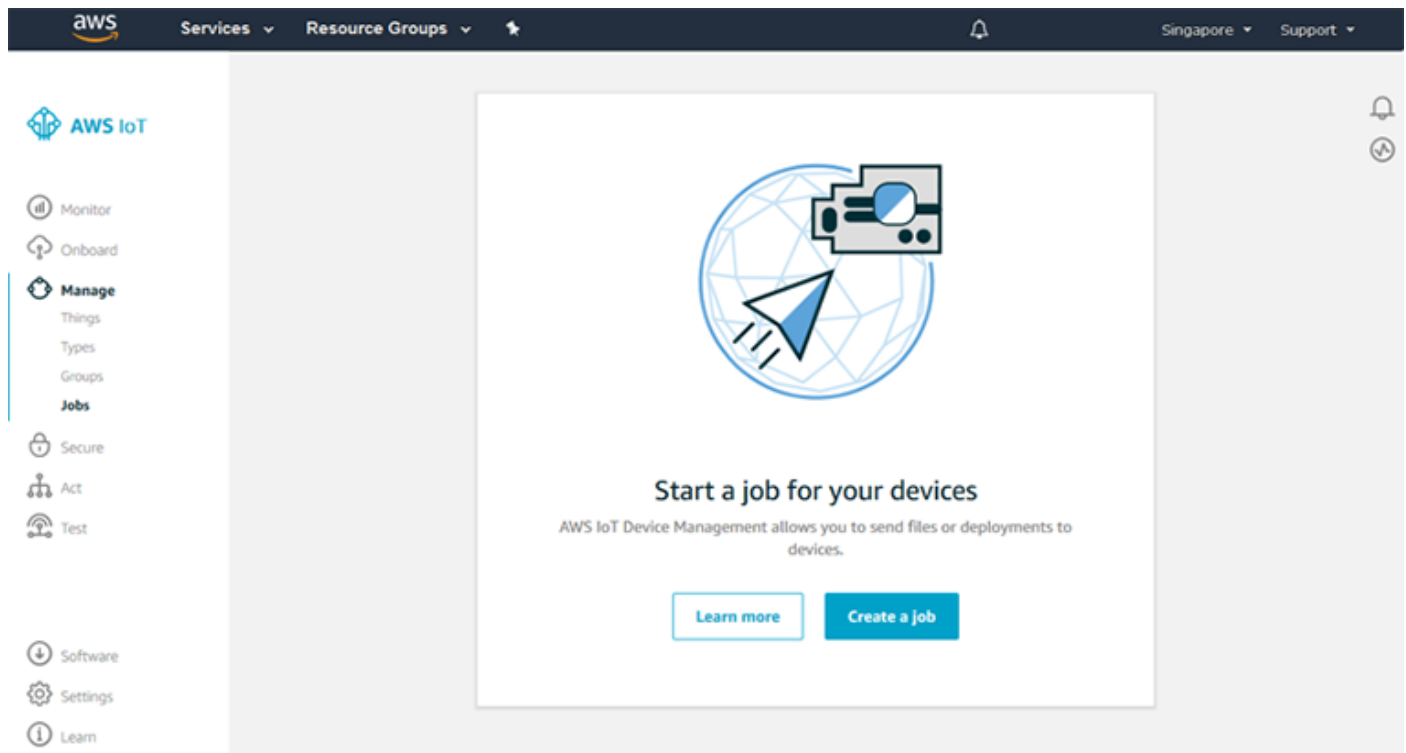 aws Services Resource Groups Singapore Support
AWS IoT
Monitor
Onboard
Manage
Things
Types
Groups
Jobs
Secure
Act
Test
Software
Settings
Learn
Start a job for your devices
AWS IoT Device Management allows you to send files or deployments to
devices.
Learn more Create a job